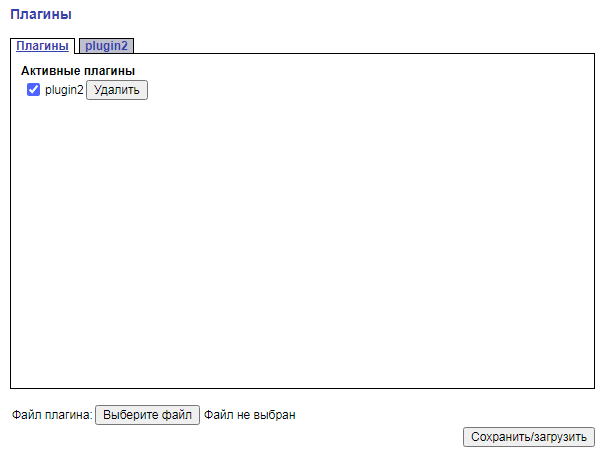 Плагины
Плагины plugin2
Активные плагины
plugin2 Удалить
Файл плагина: Выберите файл Файл не выбран
Сохранить/загрузить